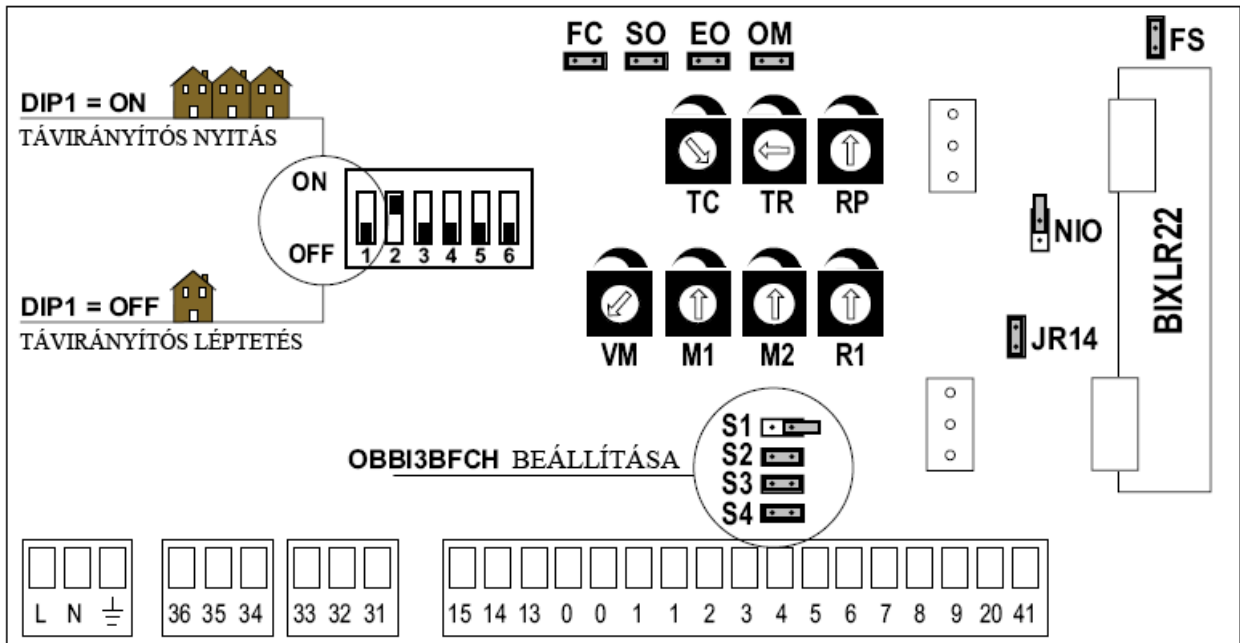 FC SO EO OM
FS
DIP1 = ON
TÁVIRÁNYÍTÓS NYITÁS
ON
OFF
1 2 3 4 5 6
DIP1 = OFF
TÁVIRÁNYÍTÓS LÉPTETÉS
TC TR RP
VM M1 M2 R1
NIO
JR14
BIXLR22
OBBI3BFCH BEÁLLÍTÁSA
S1
S2
S3
S4
L N
36 35 34
33 32 31
15 14 13 0 0 1 1 2 3 4 5 6 7 8 9 20 41